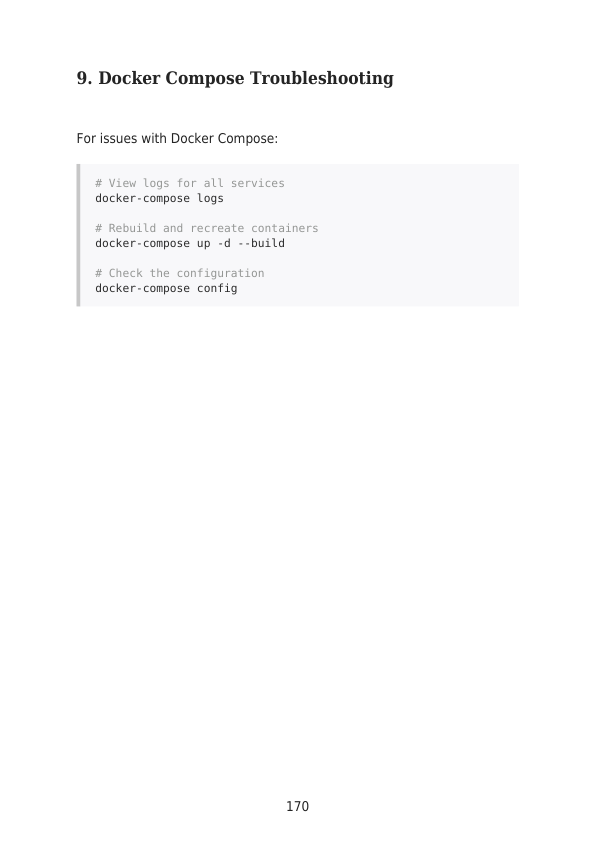 9. Docker Compose Troubleshooting
For issues with Docker Compose:
# View logs for all services
docker-compose logs
# Rebuild and recreate containers
docker-compose up -d --build
# Check the configuration
docker-compose config
170